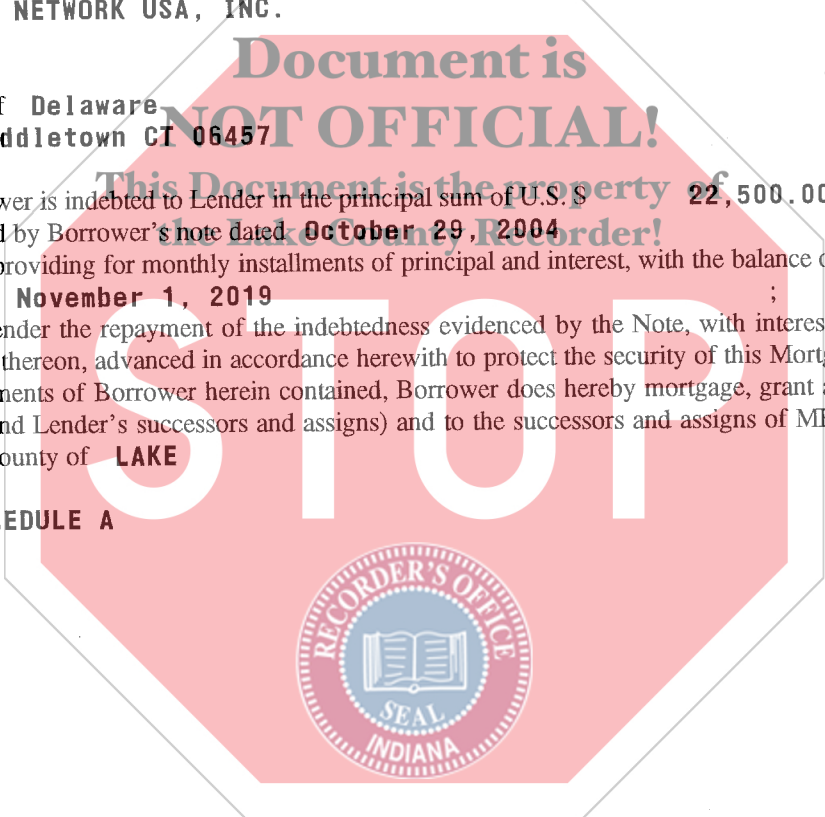 NETWORK USA, INC.
Document is
f Delaware
NOT OFFICIAL!
ddletown CT 06457
This Document is the property of
wer is indebted to Lender in the principal sum of U.S. $ 22,500.00
the Lake County Recorder!
d by Borrower's note dated October 29, 2004
providing for monthly installments of principal and interest, with the balance
November 1, 2019 ;
ender the repayment of the indebtedness evidenced by the Note, with interes
thereon, advanced in accordance herewith to protect the security of this Mort
nents of Borrower herein contained, Borrower does hereby mortgage, grant
nd Lender's successors and assigns) and to the successors and assigns of ME
ounty of LAKE
STOP
EDULE A
RECORDER'S OFFICE
SEAL
INDIANA